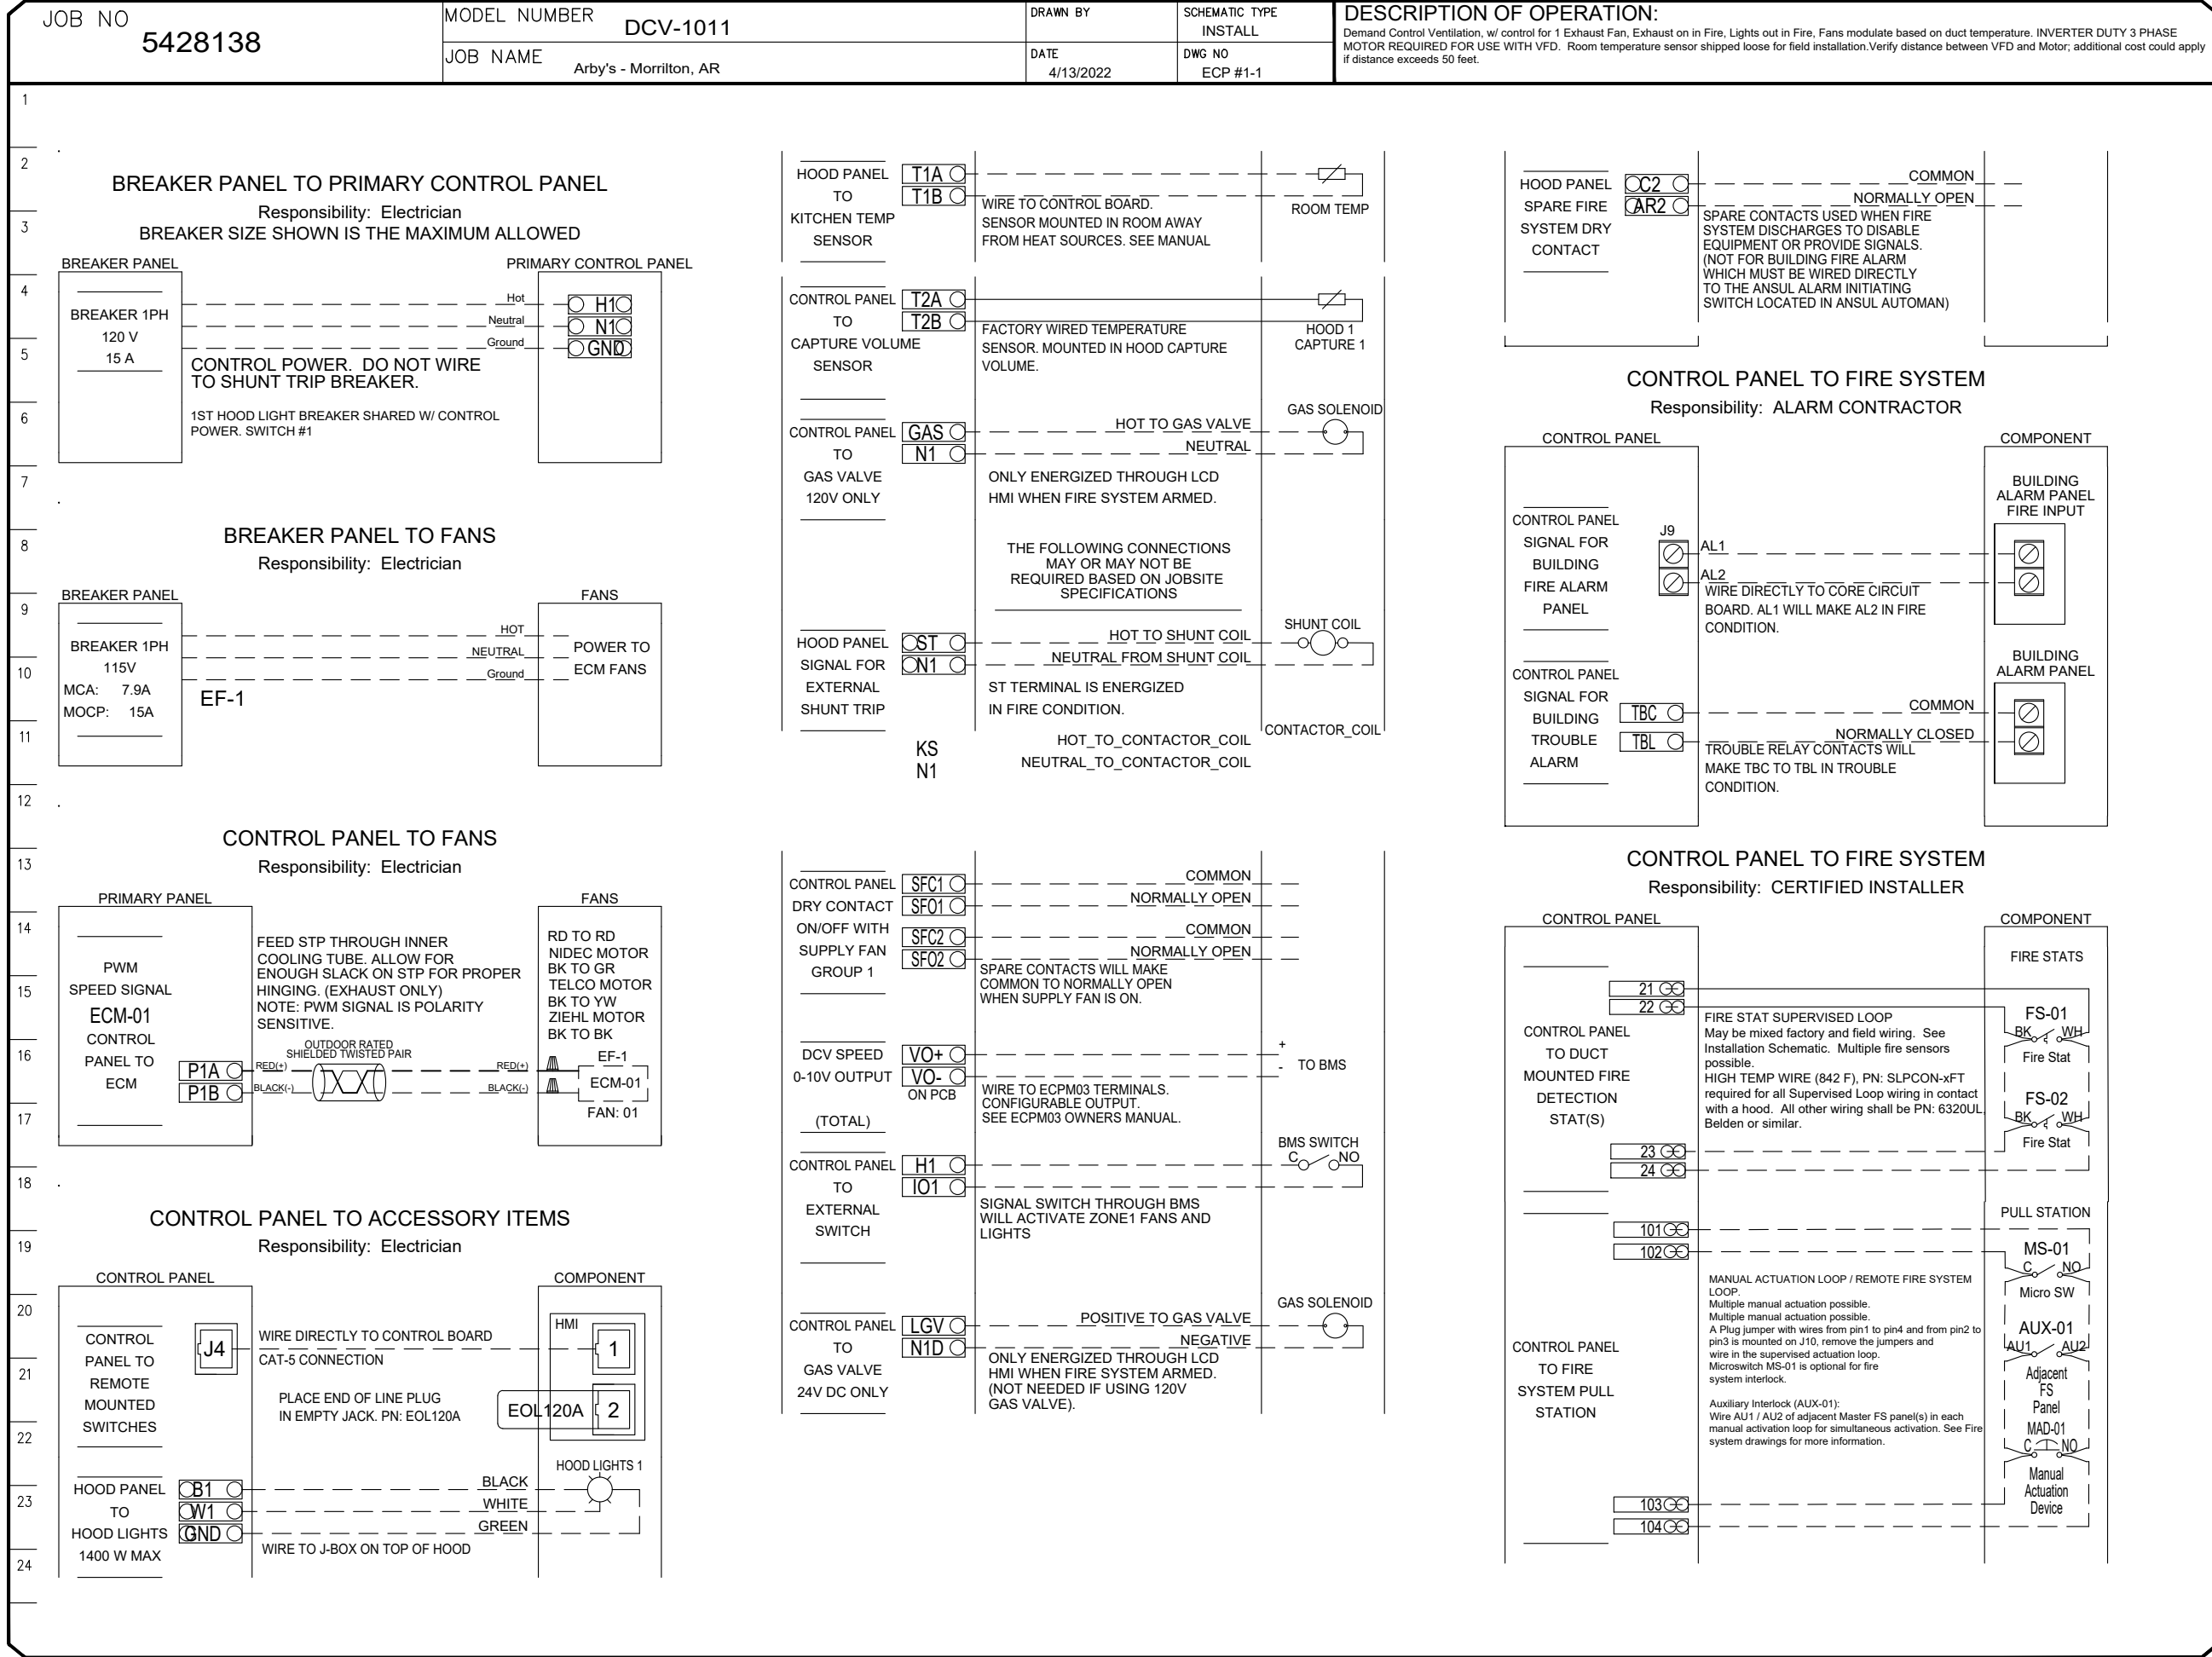 JOB NO
5428138
MODEL NUMBER
DCV-1011
JOB NAME
Arby's - Morrilton, AR
DRAWN BY
DATE
4/13/2022
SCHEMATIC TYPE
INSTALL
DWG NO
ECP #1-1
DESCRIPTION OF OPERATION:
Demand Control Ventilation, w/ control for 1 Exhaust Fan, Exhaust on in Fire, Lights out in Fire, Fans modulate based on duct temperature. INVERTER DUTY 3 PHASE
MOTOR REQUIRED FOR USE WITH VFD. Room temperature sensor shipped loose for field installation.Verify distance between VFD and Motor; additional cost could apply
if distance exceeds 50 feet.
1
2
3
4
5
6
7
8
9
10
11
12
13
14
15
16
17
18
19
20
21
22
23
24
BREAKER PANEL TO PRIMARY CONTROL PANEL
Responsibility: Electrician
BREAKER SIZE SHOWN IS THE MAXIMUM ALLOWED
BREAKER PANEL
PRIMARY CONTROL PANEL
BREAKER 1PH
120 V
15 A
Hot
Neutral
Ground
H1
N1
GND
CONTROL POWER. DO NOT WIRE
TO SHUNT TRIP BREAKER.
1ST HOOD LIGHT BREAKER SHARED W/ CONTROL
POWER. SWITCH #1
BREAKER PANEL TO FANS
Responsibility: Electrician
BREAKER PANEL
FANS
BREAKER 1PH
115V
MCA: 7.9A
MOCP: 15A
HOT
NEUTRAL
Ground
EF-1
POWER TO
ECM FANS
CONTROL PANEL TO FANS
Responsibility: Electrician
PRIMARY PANEL
FANS
PWM
SPEED SIGNAL
ECM-01
CONTROL
PANEL TO
ECM
P1A
P1B
FEED STP THROUGH INNER
COOLING TUBE. ALLOW FOR
ENOUGH SLACK ON STP FOR PROPER
HINGING. (EXHAUST ONLY)
NOTE: PWM SIGNAL IS POLARITY
SENSITIVE.
OUTDOOR RATED
SHIELDED TWISTED PAIR
RED(+)
BLACK(-)
RED(+)
BLACK(-)
RD TO RD
NIDEC MOTOR
BK TO GR
TELCO MOTOR
BK TO YW
ZIEHL MOTOR
BK TO BK
EF-1
ECM-01
FAN: 01
CONTROL PANEL TO ACCESSORY ITEMS
Responsibility: Electrician
CONTROL PANEL
COMPONENT
CONTROL
PANEL TO
REMOTE
MOUNTED
SWITCHES
J4
WIRE DIRECTLY TO CONTROL BOARD
CAT-5 CONNECTION
PLACE END OF LINE PLUG
IN EMPTY JACK. PN: EOL120A
HMI
1
EOL120A
2
HOOD PANEL
TO
HOOD LIGHTS
1400 W MAX
B1
W1
GND
BLACK
WHITE
GREEN
WIRE TO J-BOX ON TOP OF HOOD
HOOD LIGHTS 1
HOOD PANEL
TO
KITCHEN TEMP
SENSOR
T1A
T1B
WIRE TO CONTROL BOARD.
SENSOR MOUNTED IN ROOM AWAY
FROM HEAT SOURCES. SEE MANUAL
ROOM TEMP
CONTROL PANEL
TO
CAPTURE VOLUME
SENSOR
T2A
T2B
FACTORY WIRED TEMPERATURE
SENSOR. MOUNTED IN HOOD CAPTURE
VOLUME.
HOOD 1
CAPTURE 1
CONTROL PANEL
TO
GAS VALVE
120V ONLY
GAS
N1
HOT TO GAS VALVE
NEUTRAL
ONLY ENERGIZED THROUGH LCD
HMI WHEN FIRE SYSTEM ARMED.
GAS SOLENOID
THE FOLLOWING CONNECTIONS
MAY OR MAY NOT BE
REQUIRED BASED ON JOBSITE
SPECIFICATIONS
HOOD PANEL
SIGNAL FOR
EXTERNAL
SHUNT TRIP
ST
N1
HOT TO SHUNT COIL
NEUTRAL FROM SHUNT COIL
ST TERMINAL IS ENERGIZED
IN FIRE CONDITION.
SHUNT COIL
CONTACTOR_COIL
KS
N1
HOT_TO_CONTACTOR_COIL
NEUTRAL_TO_CONTACTOR_COIL
CONTROL PANEL
DRY CONTACT
ON/OFF WITH
SUPPLY FAN
GROUP 1
SFC1
SFO1
SFC2
SFO2
COMMON
NORMALLY OPEN
COMMON
NORMALLY OPEN
SPARE CONTACTS WILL MAKE
COMMON TO NORMALLY OPEN
WHEN SUPPLY FAN IS ON.
DCV SPEED
0-10V OUTPUT
(TOTAL)
VO+
VO-
ON PCB
WIRE TO ECPM03 TERMINALS.
CONFIGURABLE OUTPUT.
SEE ECPM03 OWNERS MANUAL.
+
-
TO BMS
CONTROL PANEL
TO
EXTERNAL
SWITCH
H1
IO1
SIGNAL SWITCH THROUGH BMS
WILL ACTIVATE ZONE1 FANS AND
LIGHTS
BMS SWITCH
C
NO
CONTROL PANEL
TO
GAS VALVE
24V DC ONLY
LGV
N1D
POSITIVE TO GAS VALVE
NEGATIVE
ONLY ENERGIZED THROUGH LCD
HMI WHEN FIRE SYSTEM ARMED.
(NOT NEEDED IF USING 120V
GAS VALVE).
GAS SOLENOID
HOOD PANEL
SPARE FIRE
SYSTEM DRY
CONTACT
C2
AR2
COMMON
NORMALLY OPEN
SPARE CONTACTS USED WHEN FIRE
SYSTEM DISCHARGES TO DISABLE
EQUIPMENT OR PROVIDE SIGNALS.
(NOT FOR BUILDING FIRE ALARM
WHICH MUST BE WIRED DIRECTLY
TO THE ANSUL ALARM INITIATING
SWITCH LOCATED IN ANSUL AUTOMAN)
CONTROL PANEL TO FIRE SYSTEM
Responsibility: ALARM CONTRACTOR
CONTROL PANEL
COMPONENT
CONTROL PANEL
SIGNAL FOR
BUILDING
FIRE ALARM
PANEL
J9
AL1
AL2
WIRE DIRECTLY TO CORE CIRCUIT
BOARD. AL1 WILL MAKE AL2 IN FIRE
CONDITION.
BUILDING
ALARM PANEL
FIRE INPUT
CONTROL PANEL
SIGNAL FOR
BUILDING
TROUBLE
ALARM
TBC
TBL
COMMON
NORMALLY CLOSED
TROUBLE RELAY CONTACTS WILL
MAKE TBC TO TBL IN TROUBLE
CONDITION.
BUILDING
ALARM PANEL
CONTROL PANEL TO FIRE SYSTEM
Responsibility: CERTIFIED INSTALLER
CONTROL PANEL
COMPONENT
CONTROL PANEL
TO DUCT
MOUNTED FIRE
DETECTION
STAT(S)
21
22
23
24
FIRE STAT SUPERVISED LOOP
May be mixed factory and field wiring. See
Installation Schematic. Multiple fire sensors
possible.
HIGH TEMP WIRE (842 F), PN: SLPCON-xFT
required for all Supervised Loop wiring in contact
with a hood. All other wiring shall be PN: 6320UL,
Belden or similar.
FIRE STATS
FS-01
BK
WH
Fire Stat
FS-02
BK
WH
Fire Stat
CONTROL PANEL
TO FIRE
SYSTEM PULL
STATION
101
102
103
104
MANUAL ACTUATION LOOP / REMOTE FIRE SYSTEM
LOOP.
Multiple manual actuation possible.
Multiple manual actuation possible.
A Plug jumper with wires from pin1 to pin4 and from pin2 to
pin3 is mounted on J10, remove the jumpers and
wire in the supervised actuation loop.
Microswitch MS-01 is optional for fire
system interlock.
Auxiliary Interlock (AUX-01):
Wire AU1 / AU2 of adjacent Master FS panel(s) in each
manual activation loop for simultaneous activation. See Fire
system drawings for more information.
PULL STATION
MS-01
C
NO
Micro SW
AUX-01
AU1
AU2
Adjacent
FS
Panel
MAD-01
C
NO
Manual
Actuation
Device